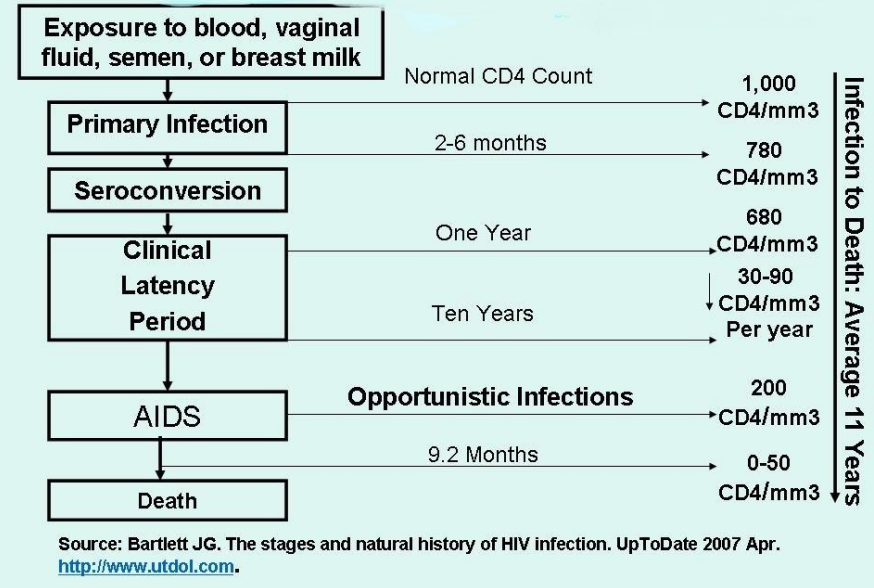 Exposure to blood, vaginal
fluid, semen, or breast milk
Normal CD4 Count
1,000
CD4/mm3
Primary Infection
2-6 months
780
CD4/mm3
Seroconversion
680
One Year
CD4/mm3
Clinical
Latency
Period
30-90
CD4/mm3
Per year
Ten Years
AIDS
Opportunistic Infections
200
CD4/mm3
9.2 Months
0-50
CD4/mm3
Death
Infection to Death: Average 11 Years
Source: Bartlett JG. The stages and natural history of HIV infection. UpToDate 2007 Apr.
http://www.utdol.com.